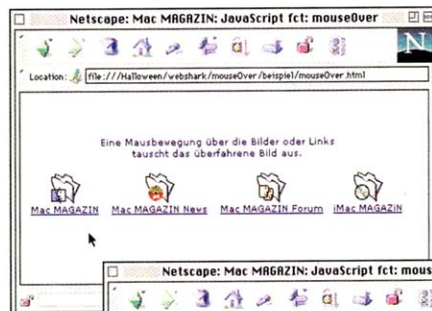 Netscape: Mac MAGAZIN: JavaScript fct: mouseOver
N
Location: file:///Halloween/webshark/mouseOver/beispiel/mouseOver.html
Eine Mausbewegung über die Bilder oder Links
tauscht das überfahrene Bild aus.
Mac MAGAZIN Mac MAGAZIN News Mac MAGAZIN Forum iMac MAGAZiN
Netscape: Mac MAGAZIN: JavaScript fct: mous